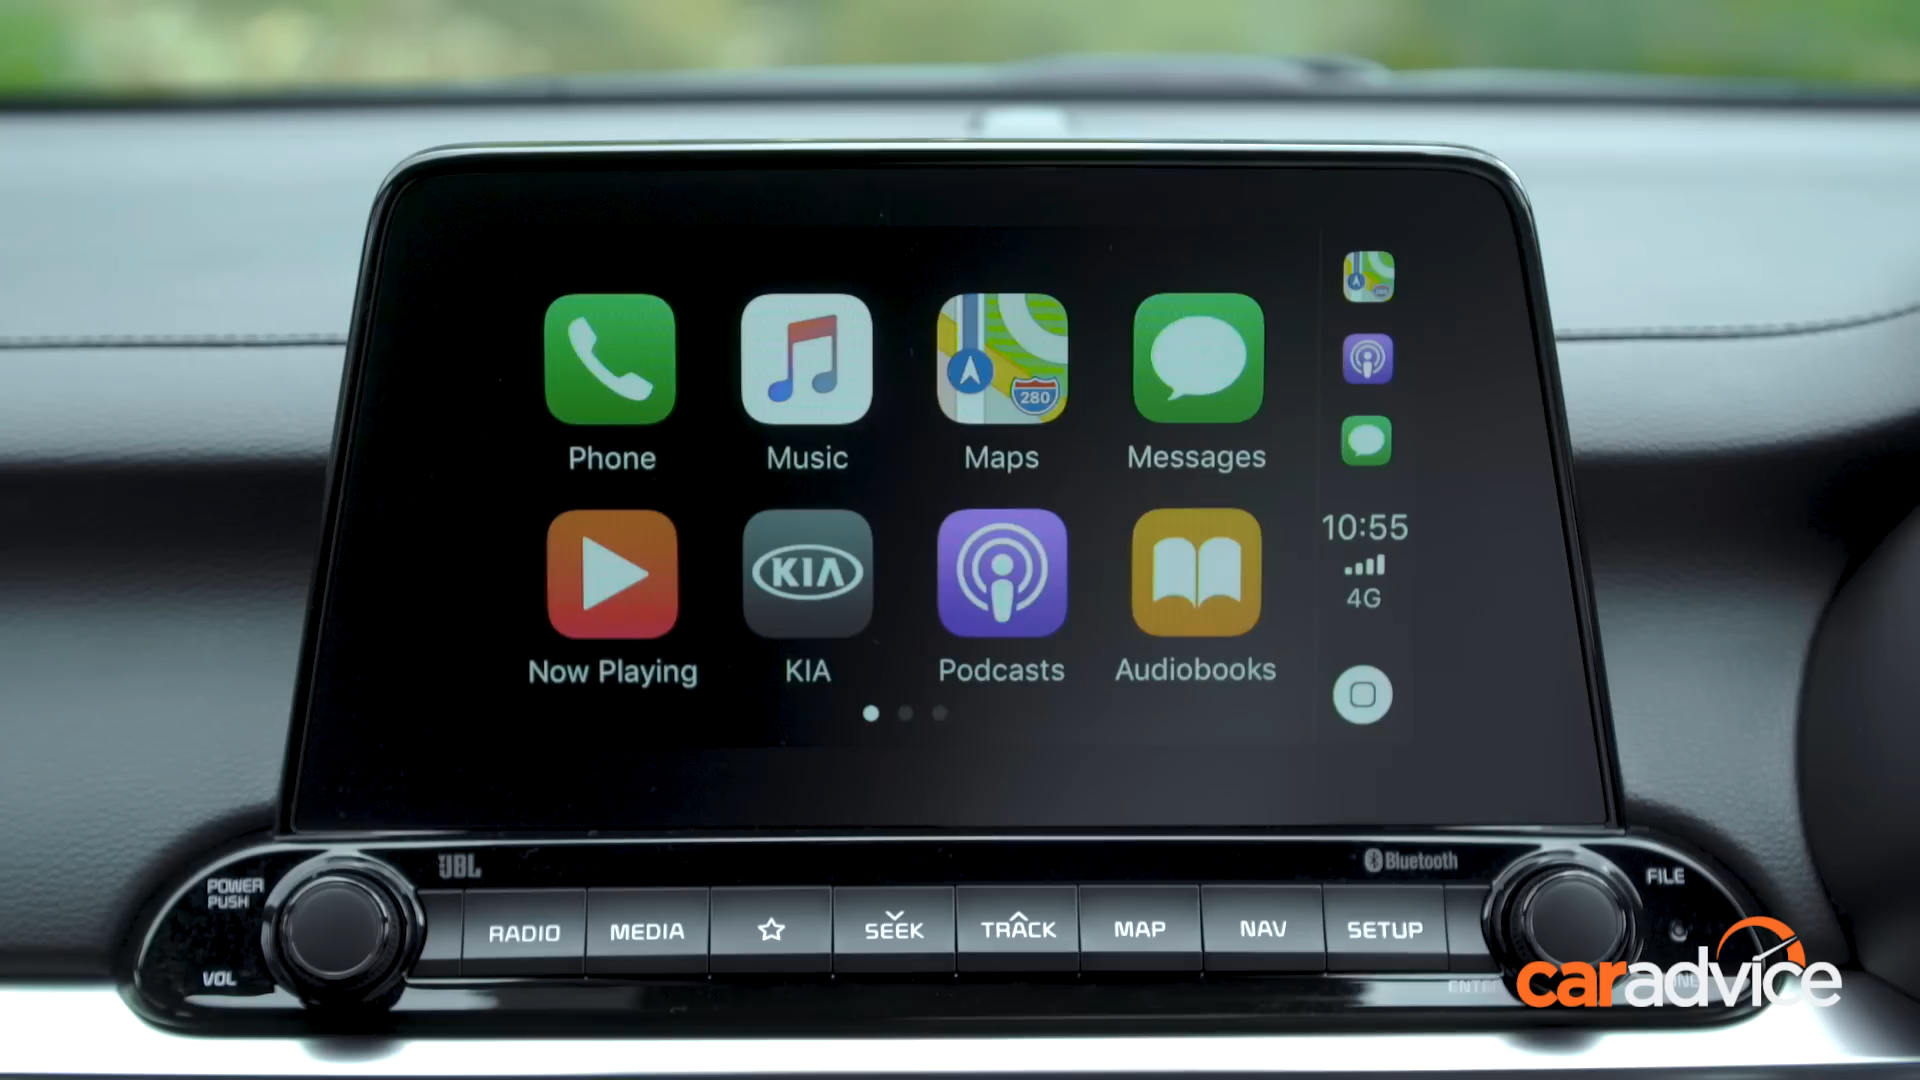 280
Phone
Music
Maps
Messages
KIA
Now Playing
KIA
Podcasts
Audiobooks
10:55
4G
JBL
Bluetooth
POWER
PUSH
VOL
RADIO
MEDIA
SEEK
TRACK
MAP
NAV
SETUP
FILE
caradvice